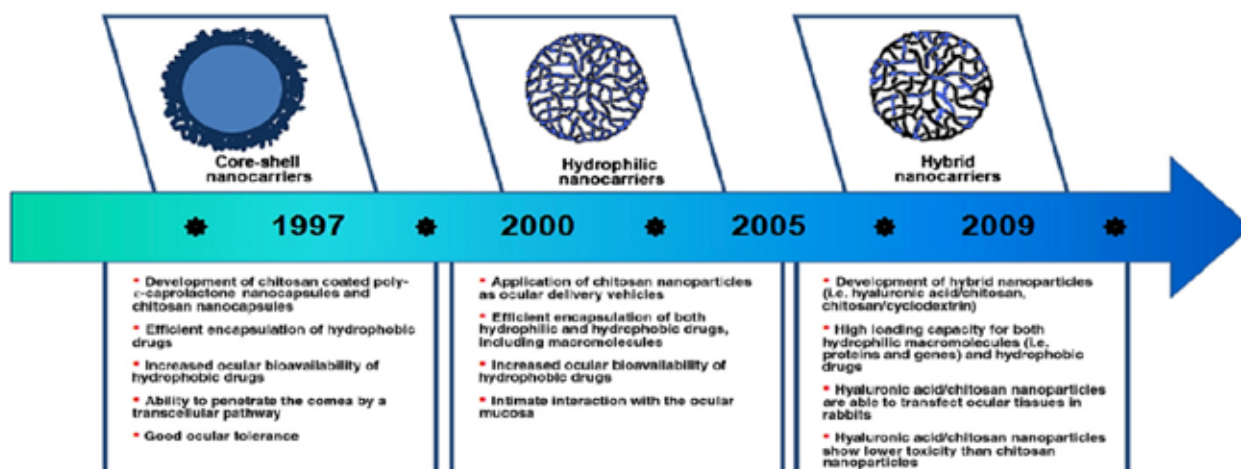 Core-shell
nanocarriers
Hydrophilic
nanocarriers
Hybrid
nanocarriers
1997
2000
2005
2009
* Development of chitosan coated poly-
ε-caprolactone nanocapsules and
chitosan nanocapsules
* Efficient encapsulation of hydrophobic
drugs
* Increased ocular bioavailability of
hydrophobic drugs
* Ability to penetrate the cornea by a
transcellular pathway
* Good ocular tolerance
* Application of chitosan nanoparticles
as ocular delivery vehicles
* Efficient encapsulation of both
hydrophilic and hydrophobic drugs,
including macromolecules
* Increased ocular bioavailability of
hydrophobic drugs
* Intimate interaction with the ocular
mucosa
* Development of hybrid nanoparticles
(i.e. hyaluronic acid/chitosan,
chitosan/cyclodextrin)
* High loading capacity for both
hydrophilic macromolecules (i.e.
proteins and genes) and hydrophobic
drugs
* Hyaluronic acid/chitosan nanoparticles
are able to transfect ocular tissues in
rabbits
* Hyaluronic acid/chitosan nanoparticles
show lower toxicity than chitosan
nanoparticles